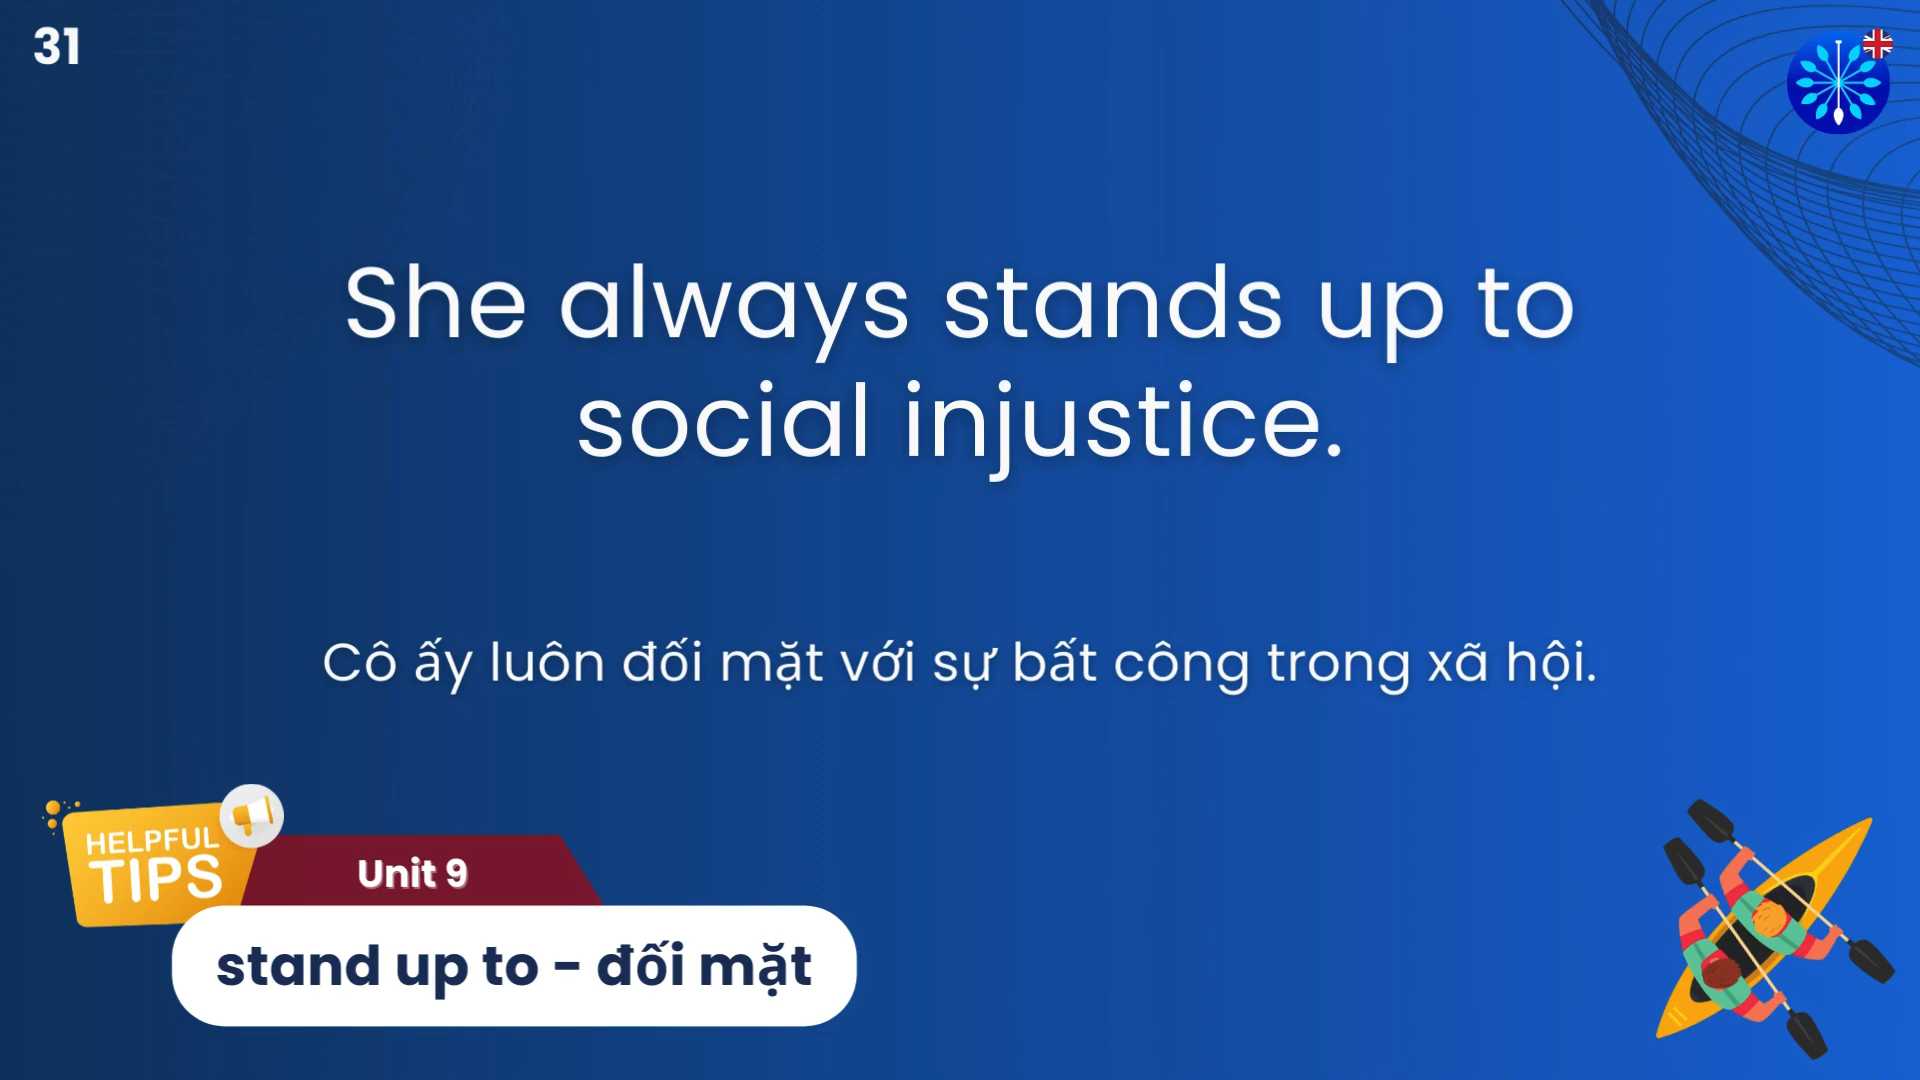 31
She always stands up to
social injustice.
Cô ấy luôn đối mặt với sự bất công trong xã hội.
HELPFUL
TIPS
Unit 9
stand up to - đối mặt